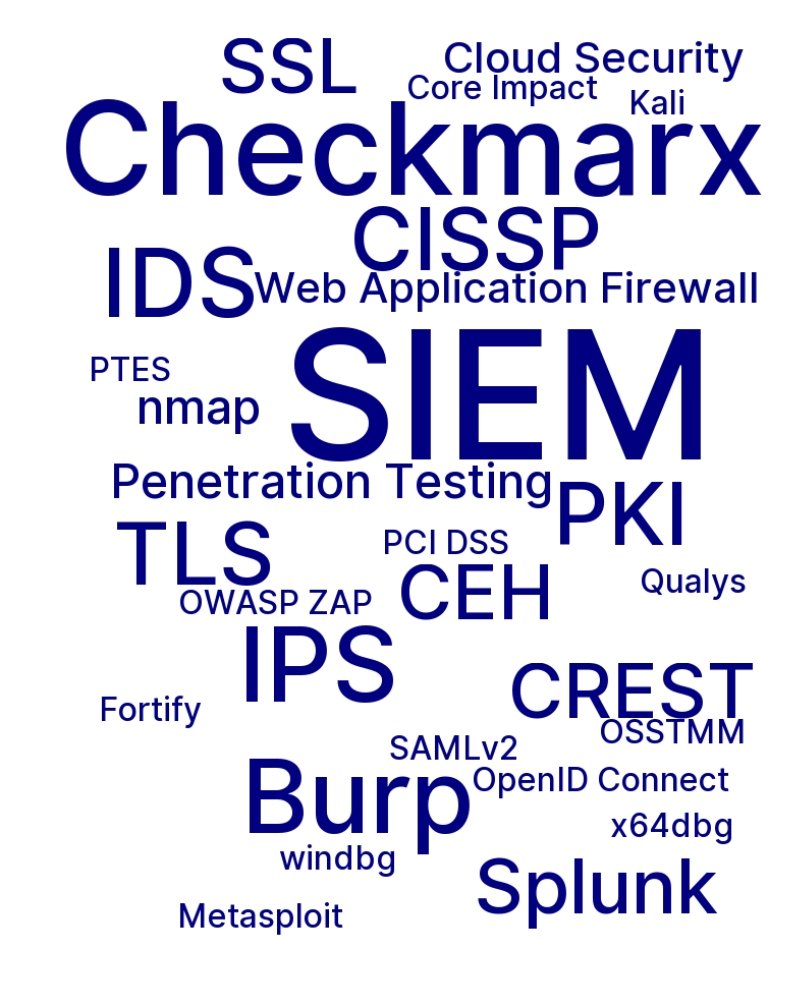 SSL
Cloud Security
Core Impact
Kali
Checkmarx
CISSP
IDS
Web Application Firewall
SIEM
PTES
nmap
Penetration Testing
PKI
TLS
PCI DSS
CEH
Qualys
OWASP ZAP
IPS
CREST
Fortify
OSSTMM
SAMLv2
Burp
OpenID Connect
x64dbg
windbg
Splunk
Metasploit